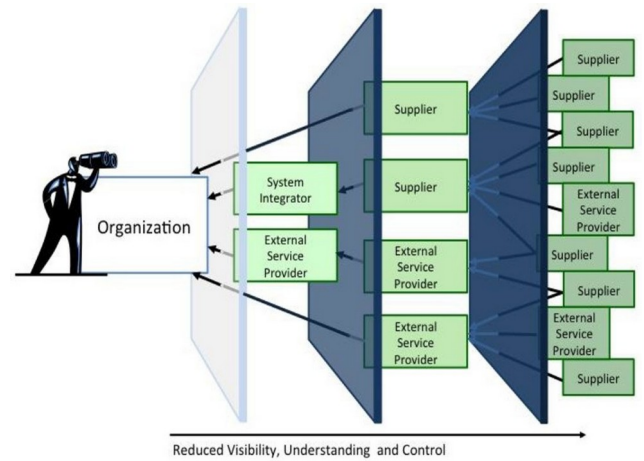 Organization
System
Integrator
External
Service
Provider
Supplier
Supplier
External
Service
Provider
External
Service
Provider
Supplier
Supplier
Supplier
Supplier
External
Service
Provider
Supplier
Supplier
External
Service
Provider
Supplier
Reduced Visibility, Understanding and Control